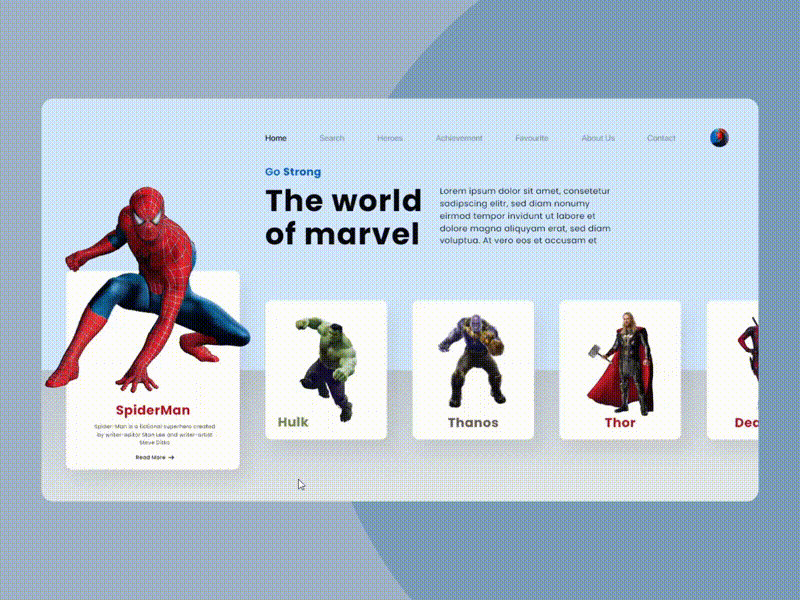 Home Search Heroes Achievement Favourite About Us Contact
Go Strong
The world
of marvel
Lorem ipsum dolor sit amet, consetetur
sadipscing elitr, sed diam nonumy
eirmod tempor invidunt ut labore et
dolore magna aliquyam erat, sed diam
voluptua. At vero eos et accusam et
SpiderMan
Spider-Man is a fictional superhero created
by writer-editor Stan Lee and writer-artist
Steve Ditko
Read More →
Hulk
Thanos
Thor
Dea